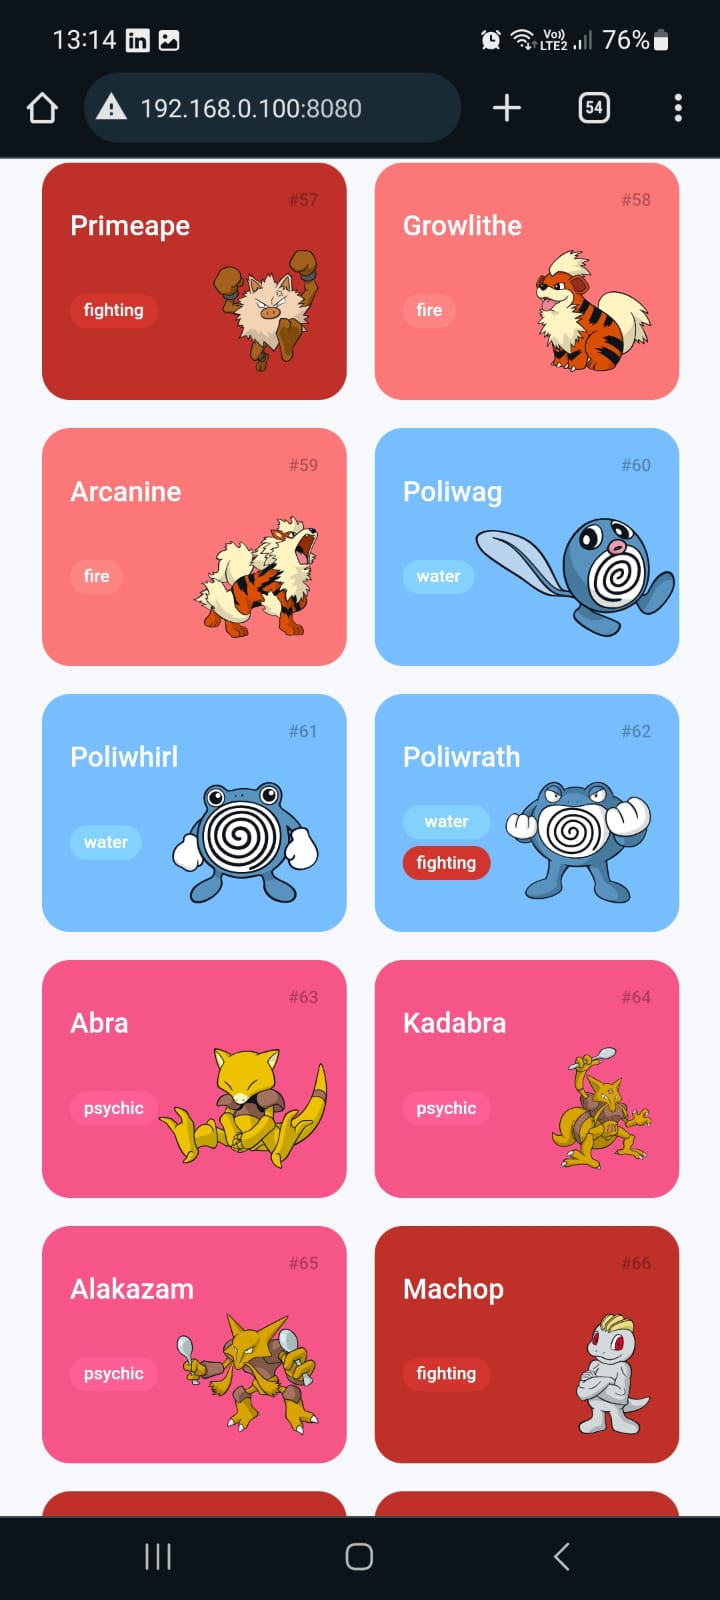 13:14 in Vo)) LTE2 76%
192.168.0.100:8080 54
#57 #58
Primeape Growlithe
fighting fire
#59 #60
Arcanine Poliwag
fire water
#61 #62
Poliwhirl Poliwrath
water water
fighting
#63 #64
Abra Kadabra
psychic psychic
#65 #66
Alakazam Machop
psychic fighting